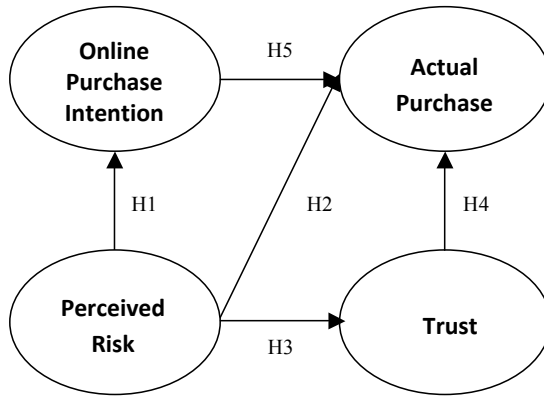 Online
Purchase
Intention
H5
Actual
Purchase
H1
H2
H4
Perceived
Risk
H3
Trust